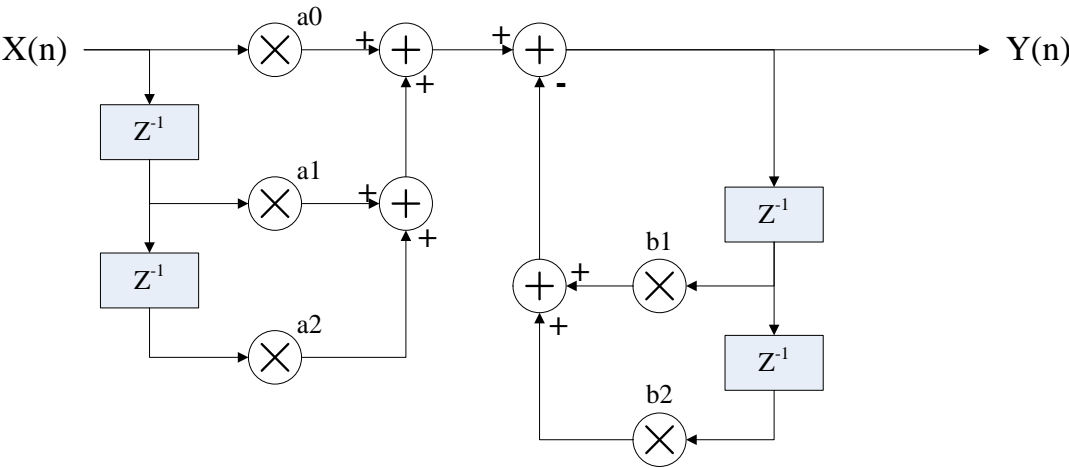 X(n)
a0
+
+
+
-
Y(n)
Z-1
a1
+
+
Z-1
Z-1
b1
+
+
a2
Z-1
b2